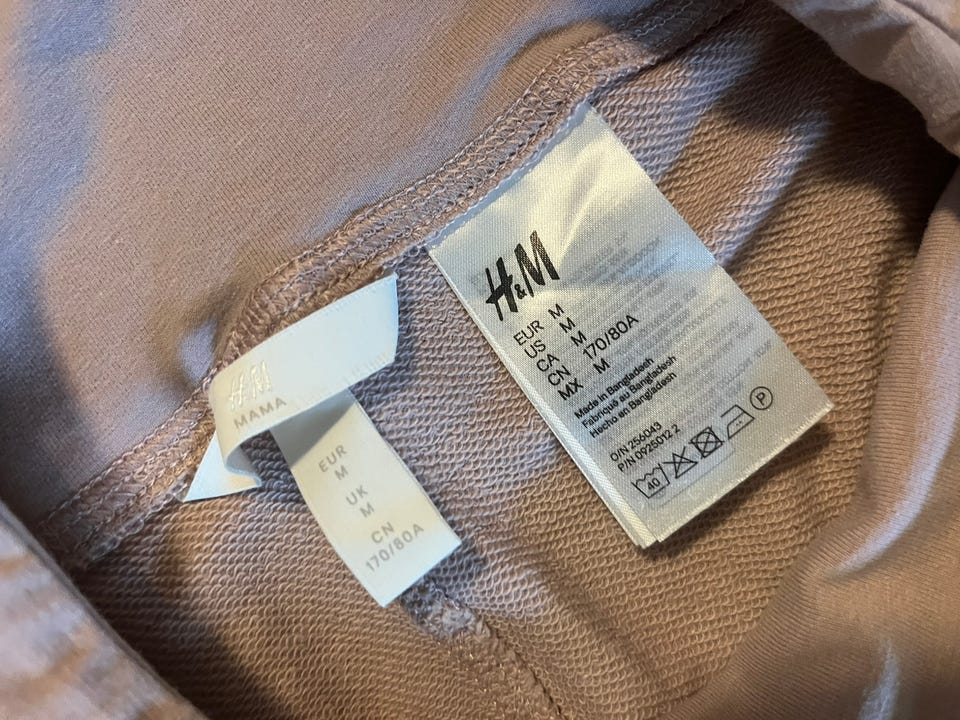 H&M
MAMA
EUR
M
UK
M
CN
170/80A
H&M
EUR M
US M
CA M
CN 170/80A
MX M
Made in Bangladesh
Fabriqué au Bangladesh
Hecho en Bangladesh
O/N 256043
P/N 0925012.2
40
P